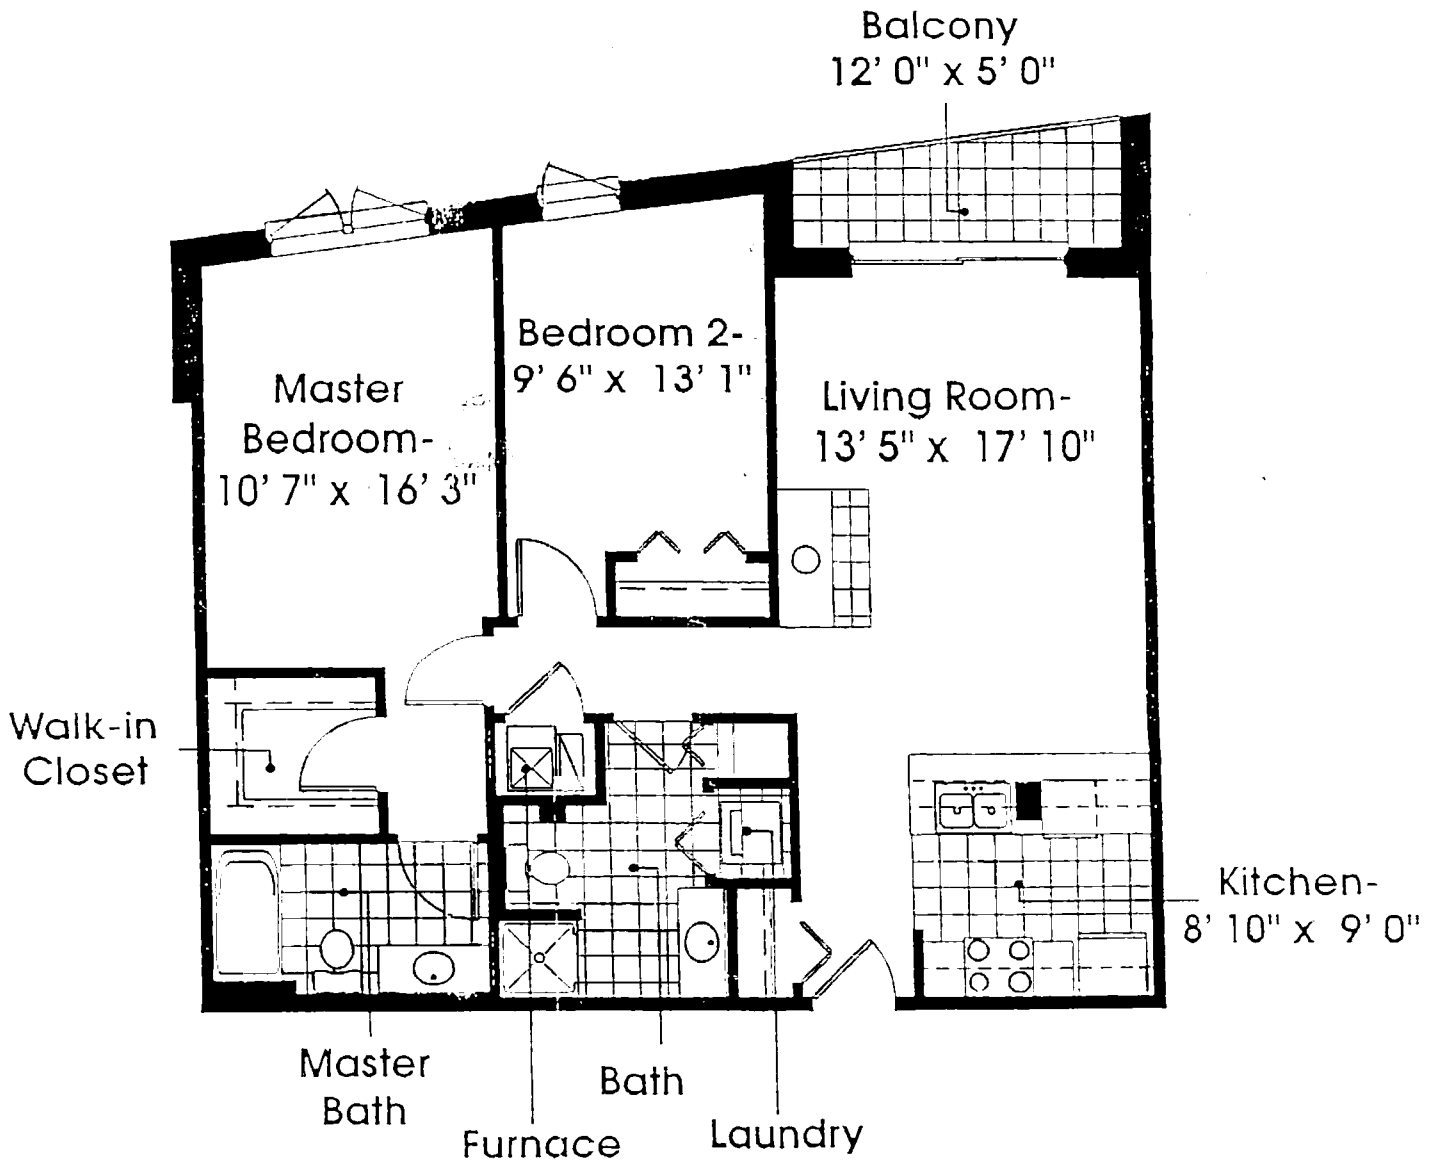 Balcony
12' 0" x 5' 0"
Bedroom 2-
9' 6" x 13' 1"
Master
Bedroom-
10' 7" x 16' 3"
Living Room-
13' 5" x 17' 10"
Walk-in
Closet
Kitchen-
8' 10" x 9' 0"
Master
Bath
Furnace
Bath
Laundry